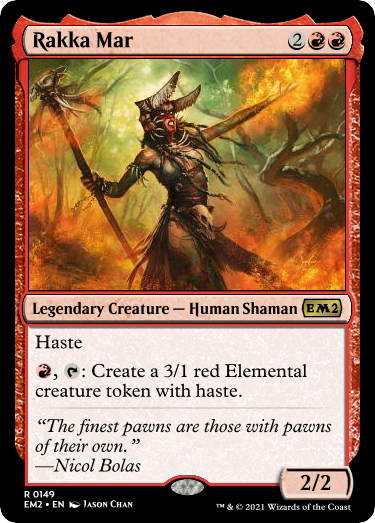 Rakka Mar 2
Legendary Creature — Human Shaman EM2
Haste
, : Create a 3/1 red Elemental
creature token with haste.
“The finest pawns are those with pawns
of their own.”
—Nicol Bolas
2/2
R 0149
EM2 • EN Jason Chan
™ & © 2021 Wizards of the Coast